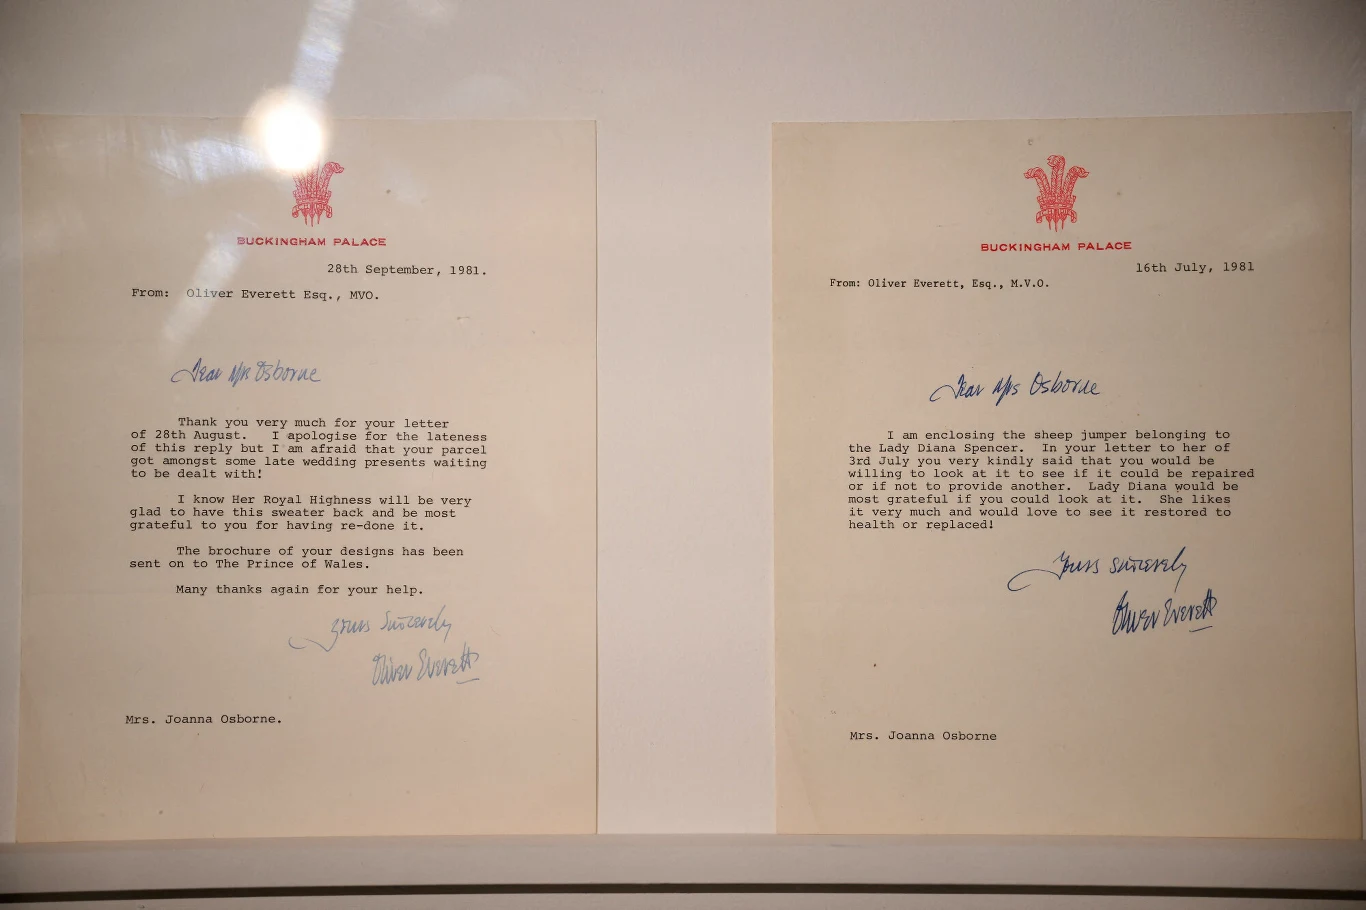 BUCKINGHAM PALACE
28th September, 1981.
From: Oliver Everett Esq., MVO.
Dear Mrs Osborne
Thank you very much for your letter
of 28th August. I apologise for the lateness
of this reply but I am afraid that your parcel
got amongst some late wedding presents waiting
to be dealt with!
I know Her Royal Highness will be very
glad to have this sweater back and be most
grateful to you for having re-done it.
The brochure of your designs has been
sent on to The Prince of Wales.
Many thanks again for your help.
Yours Sincerely
Oliver Everett
Mrs. Joanna Osborne.
BUCKINGHAM PALACE
16th July, 1981
From: Oliver Everett, Esq., M.V.O.
Dear Mrs Osborne
I am enclosing the sheep jumper belonging to
the Lady Diana Spencer. In your letter to her of
3rd July you very kindly said that you would be
willing to look at it to see if it could be repaired
or if not to provide another. Lady Diana would be
most grateful if you could look at it. She likes
it very much and would love to see it restored to
health or replaced!
Yours sincerely
Oliver Everett
Mrs. Joanna Osborne